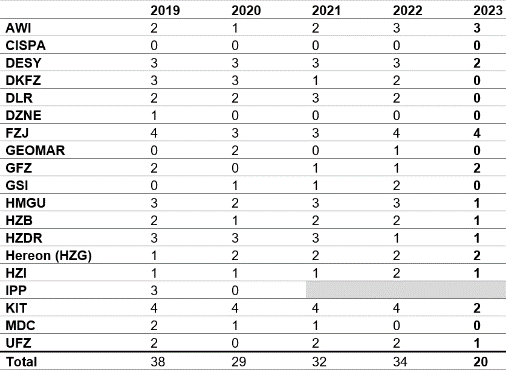 2019 2020 2021 2022 2023
AWI 2 1 2 3 3
CISPA 0 0 0 0 0
DESY 3 3 3 3 2
DKFZ 3 3 1 2 0
DLR 2 2 3 2 0
DZNE 1 0 0 0 0
FZJ 4 3 3 4 4
GEOMAR 0 2 0 1 0
GFZ 2 0 1 1 2
GSI 0 1 1 2 0
HMGU 3 2 3 3 1
HZB 2 1 2 2 1
HZDR 3 3 3 1 1
Hereon (HZG) 1 2 2 2 2
HZI 1 1 1 2 1
IPP 3 0
KIT 4 4 4 4 2
MDC 2 1 1 0 0
UFZ 2 0 2 2 1
Total 38 29 32 34 20